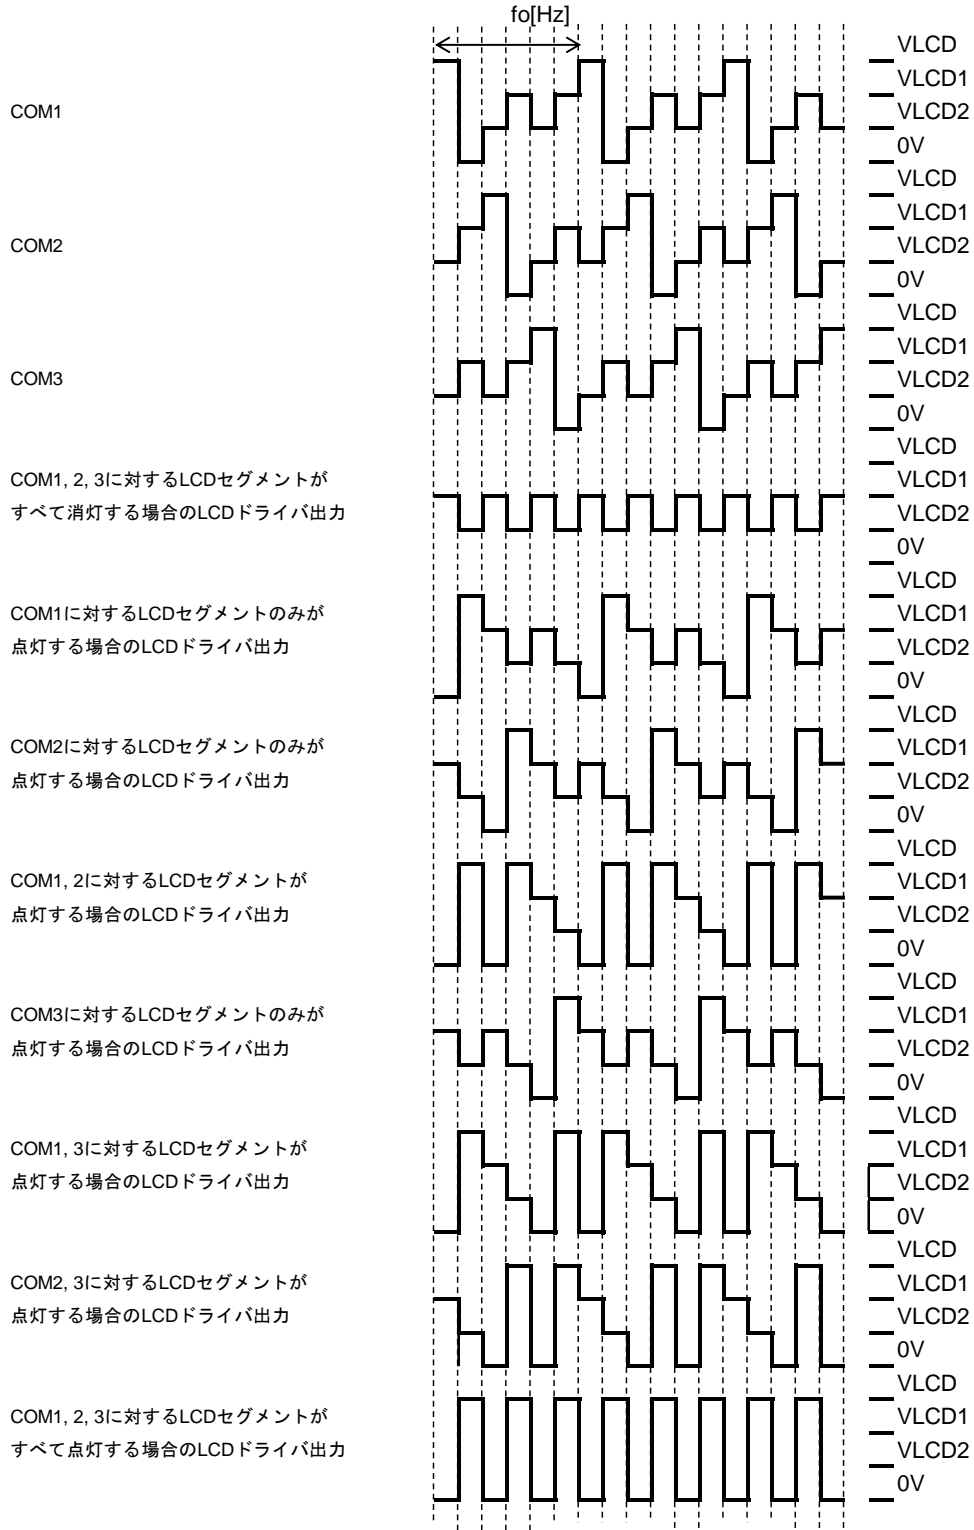 fo[Hz]
VLCD
VLCD1
COM1
VLCD2
0V
VLCD
VLCD1
COM2
VLCD2
0V
VLCD
VLCD1
COM3
VLCD2
0V
VLCD
COM1, 2, 3に対するLCDセグメントが
VLCD1
すべて消灯する場合のLCDドライバ出力
VLCD2
0V
VLCD
COM1に対するLCDセグメントのみが
VLCD1
点灯する場合のLCDドライバ出力
VLCD2
0V
VLCD
COM2に対するLCDセグメントのみが
VLCD1
点灯する場合のLCDドライバ出力
VLCD2
0V
VLCD
COM1, 2に対するLCDセグメントが
VLCD1
点灯する場合のLCDドライバ出力
VLCD2
0V
VLCD
COM3に対するLCDセグメントのみが
VLCD1
点灯する場合のLCDドライバ出力
VLCD2
0V
VLCD
COM1, 3に対するLCDセグメントが
VLCD1
点灯する場合のLCDドライバ出力
VLCD2
0V
VLCD
COM2, 3に対するLCDセグメントが
VLCD1
点灯する場合のLCDドライバ出力
VLCD2
0V
VLCD
COM1, 2, 3に対するLCDセグメントが
VLCD1
すべて点灯する場合のLCDドライバ出力
VLCD2
0V